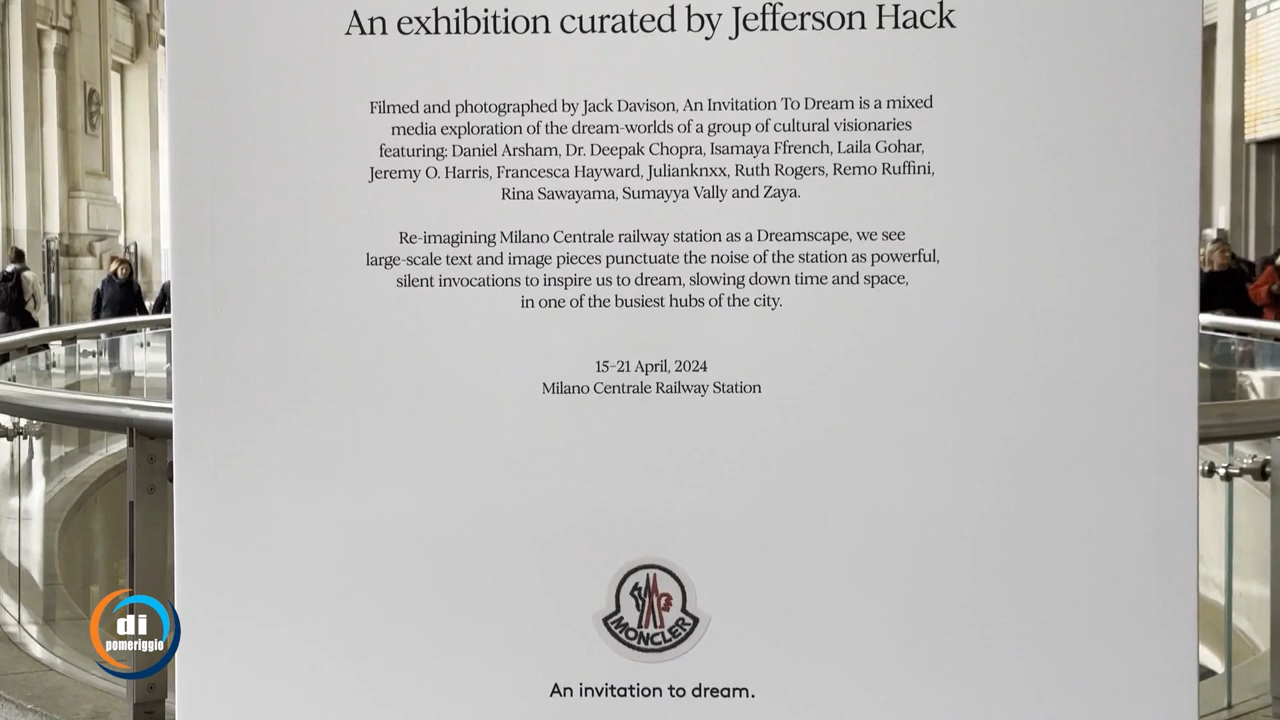 An exhibition curated by Jefferson Hack
Filmed and photographed by Jack Davison, An Invitation To Dream is a mixed
media exploration of the dream-worlds of a group of cultural visionaries
featuring: Daniel Arsham, Dr. Deepak Chopra, Isamaya Ffrench, Laila Gohar,
Jeremy O. Harris, Francesca Hayward, Julianknxx, Ruth Rogers, Remo Ruffini,
Rina Sawayama, Sumayya Vally and Zaya.
Re-imagining Milano Centrale railway station as a Dreamscape, we see
large-scale text and image pieces punctuate the noise of the station as powerful,
silent invocations to inspire us to dream, slowing down time and space,
in one of the busiest hubs of the city.
15-21 April, 2024
Milano Centrale Railway Station
MONCLER
An invitation to dream.
di
pomeriggio